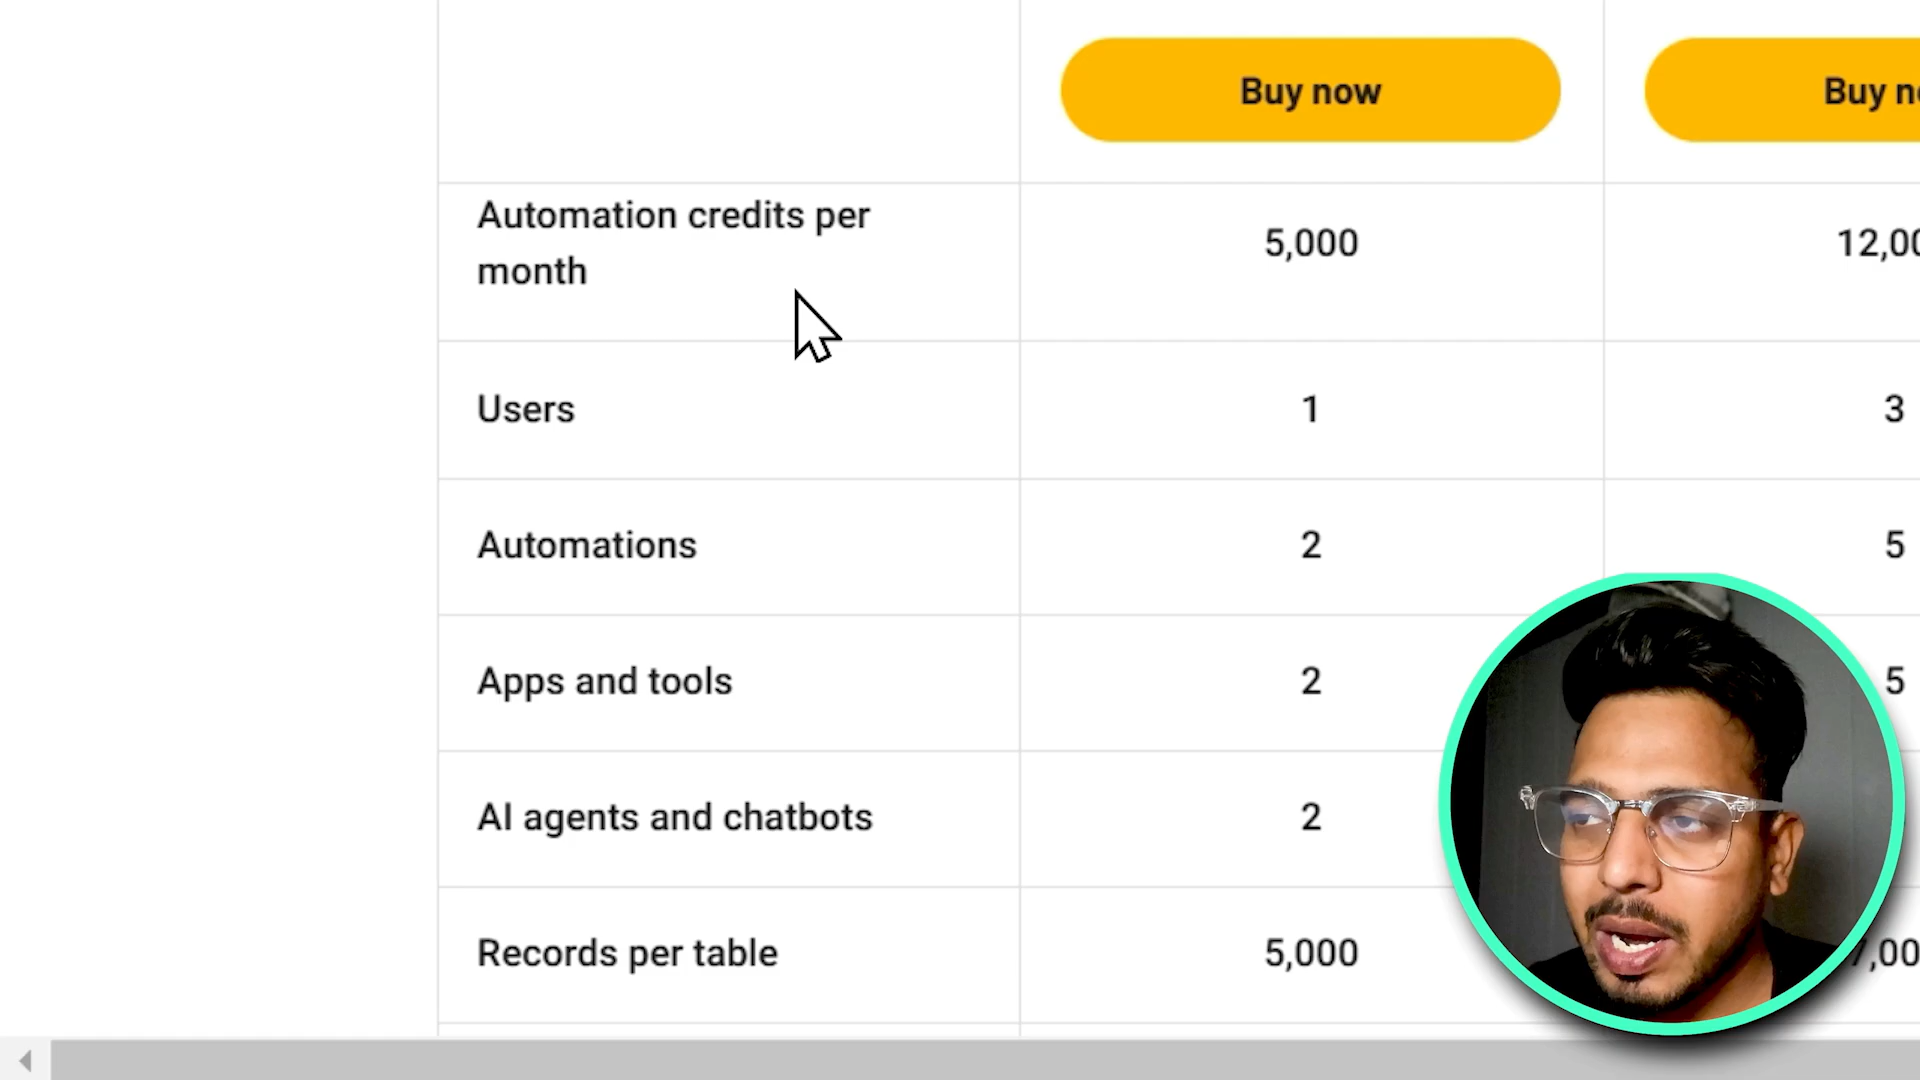 Buy now
Buy
Automation credits per
month
5,000
Users
1
3
Automations
2
5
Apps and tools
2
5
AI agents and chatbots
2
Records per table
5,000